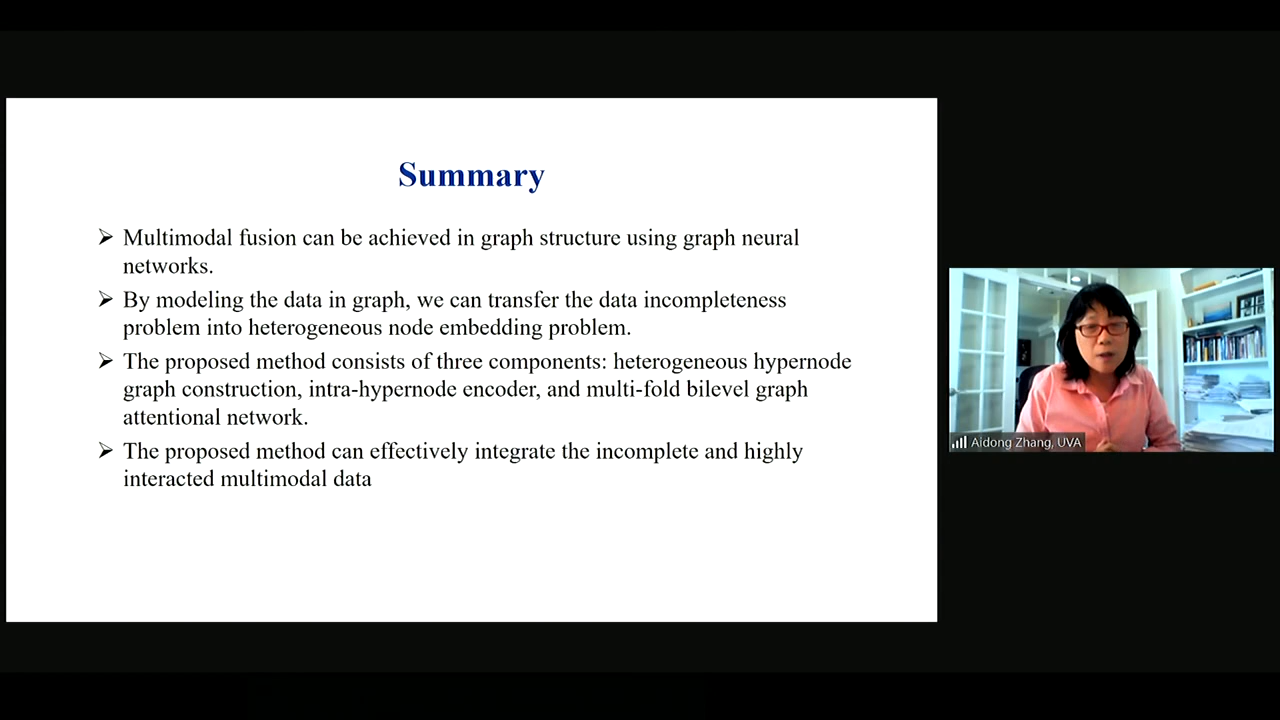 Summary
➢ Multimodal fusion can be achieved in graph structure using graph neural
networks.
➢ By modeling the data in graph, we can transfer the data incompleteness
problem into heterogeneous node embedding problem.
➢ The proposed method consists of three components: heterogeneous hypernode
graph construction, intra-hypernode encoder, and multi-fold bilevel graph
attentional network.
➢ The proposed method can effectively integrate the incomplete and highly
interacted multimodal data
Aidong Zhang, UVA